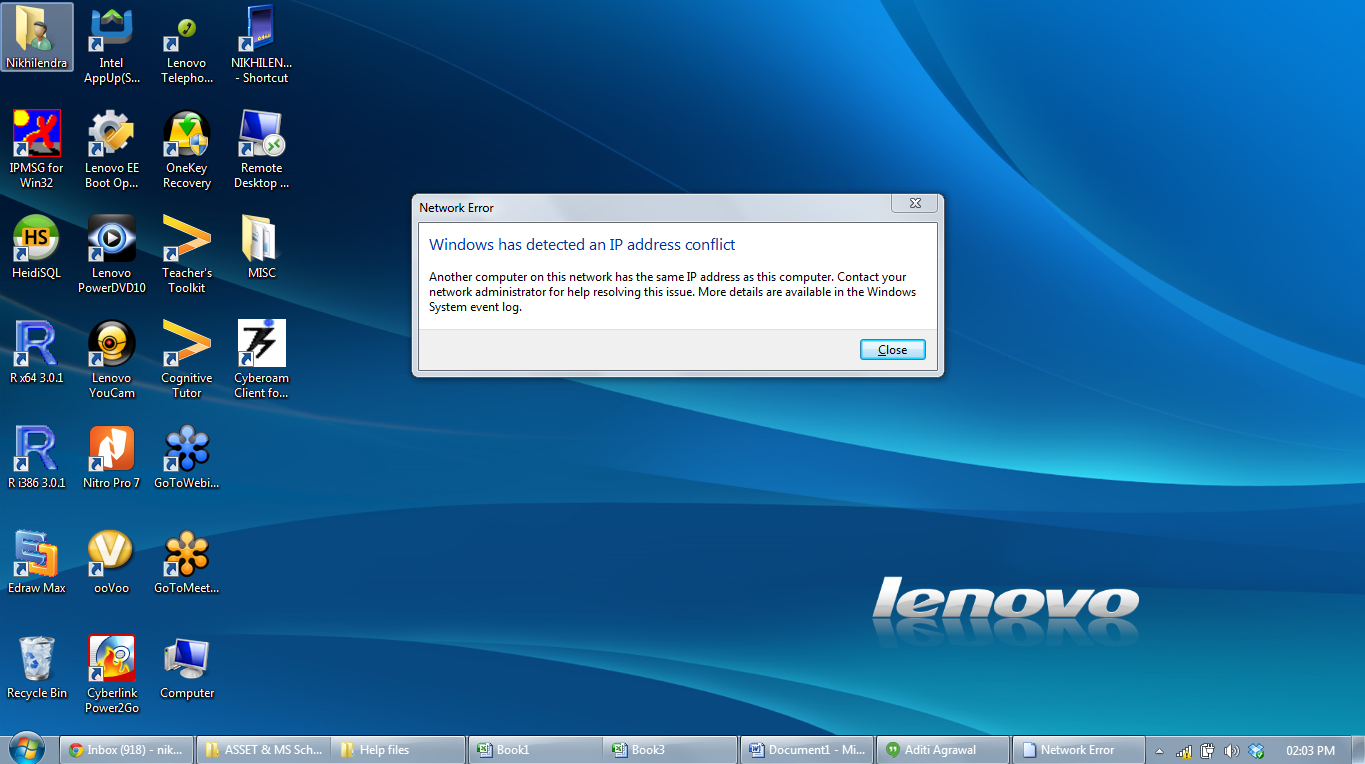 Nikhilendra
Intel
AppUp(S...
Lenovo
Telepho...
NIKHILEN...
- Shortcut
IPMSG for
Win32
Lenovo EE
Boot Op...
OneKey
Recovery
Remote
Desktop ...
HS
HeidiSQL
Lenovo
PowerDVD10
Teacher's
Toolkit
MISC
R
R x64 3.0.1
Lenovo
YouCam
Cognitive
Tutor
Cyberoam
Client fo...
R
R i386 3.0.1
Nitro Pro 7
GoToWebi...
Edraw Max
ooVoo
GoToMeet...
Recycle Bin
Cyberlink
Power2Go
Computer
Network Error
Windows has detected an IP address conflict
Another computer on this network has the same IP address as this computer. Contact your
network administrator for help resolving this issue. More details are available in the Windows
System event log.
Close
lenovo
Inbox (918) - nik...
ASSET & MS Sch...
Help files
Book1
Book3
Document1 - Mi...
Aditi Agrawal
Network Error
02:03 PM